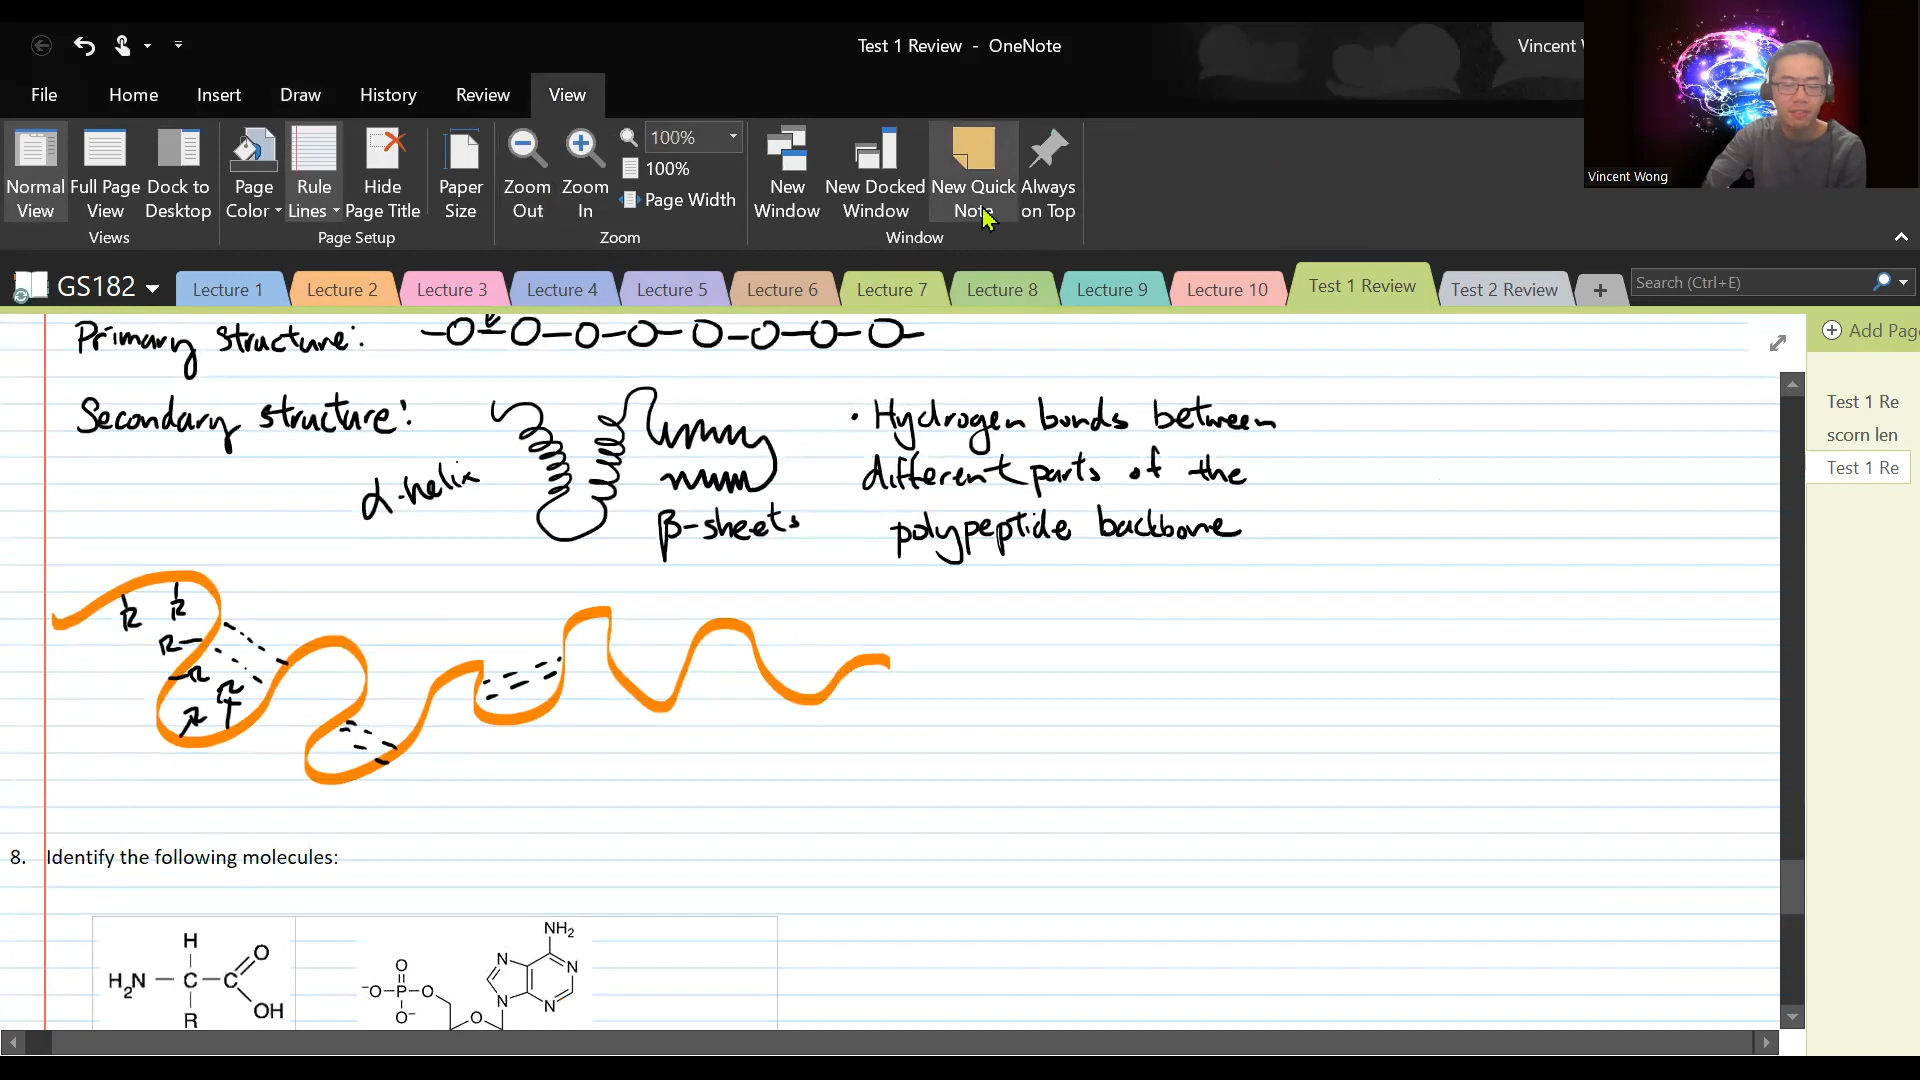 Test 1 Review - OneNote
Vincent W
File Home Insert Draw History Review View
Normal View
Full Page View
Dock to Desktop
Views
Page Color
Rule Lines
Hide Page Title
Page Setup
Paper Size
Zoom Out
Zoom In
100%
100%
Page Width
Zoom
New Window
New Docked Window
New Quick Note
Always on Top
Window
Vincent Wong
GS182
Lecture 1 Lecture 2 Lecture 3 Lecture 4 Lecture 5 Lecture 6 Lecture 7 Lecture 8 Lecture 9 Lecture 10 Test 1 Review Test 2 Review +
Search (Ctrl+E)
Add Page
Test 1 Re
scorn len
Test 1 Re
Primary structure:
Secondary structure:
α-helix
β-sheets
• Hydrogen bonds between
different parts of the
polypeptide backbone
R R
R
R
R
R
8. Identify the following molecules:
H
H₂N - C - C
O
OH
R
NH₂
N
N
N
N
O
⁻O-P-O
O⁻
O